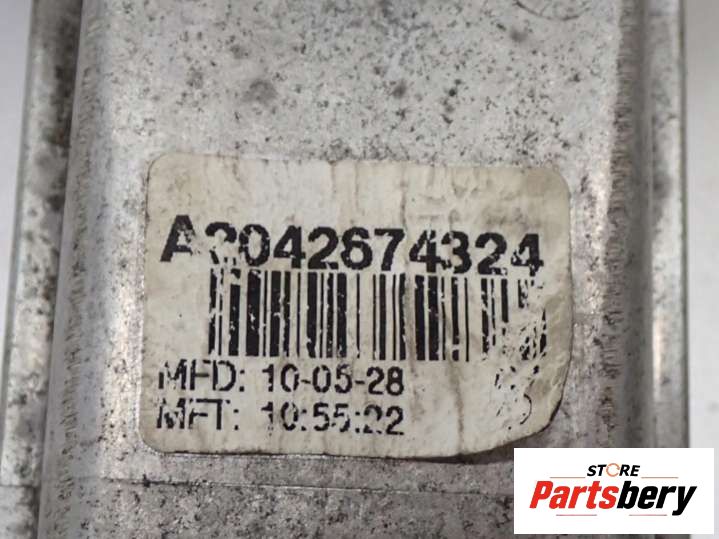 A2042674324
MFD: 10-05-28
MFT: 10:55:22
STORE
Partsbery